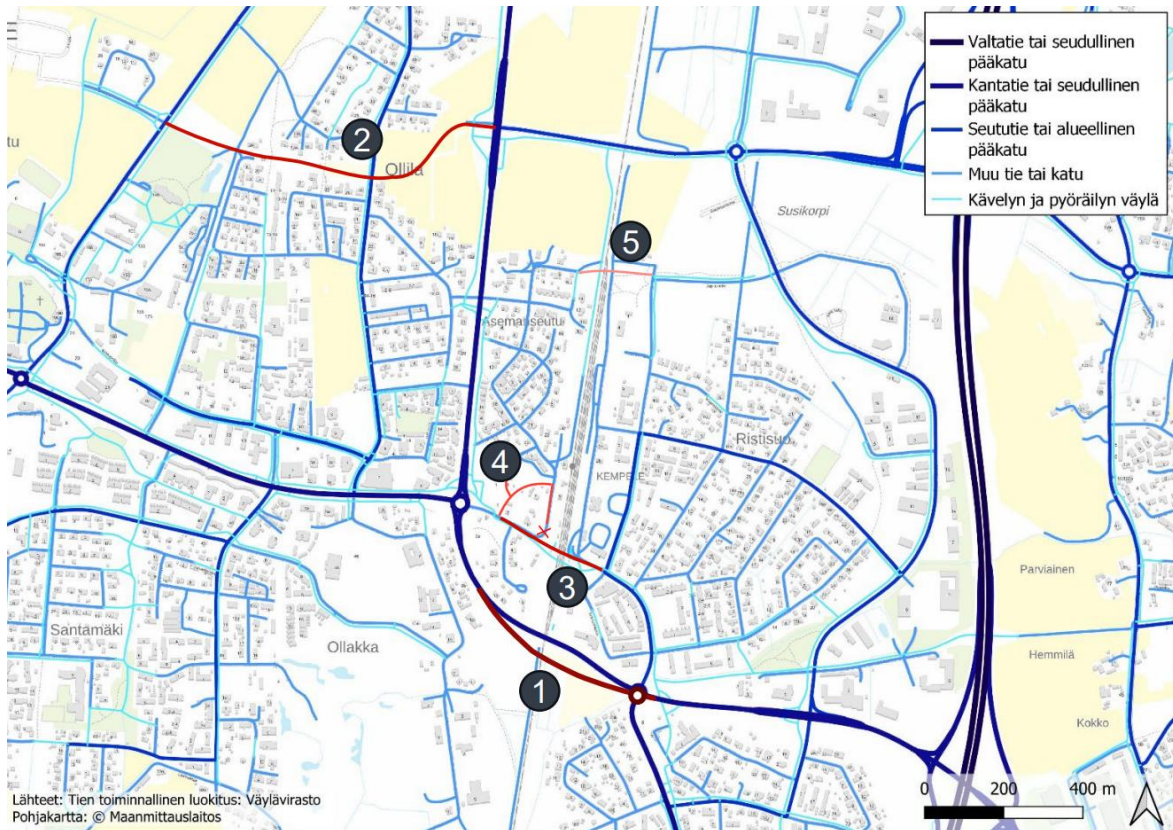 Valtatie tai seudullinen
pääkatu
Kantatie tai seudullinen
pääkatu
Seututie tai alueellinen
pääkatu
Muu tie tai katu
Kävelyn ja pyöräilyn väylä
2
Ollila
Susikorpi
5
Asemanseutu
Ristisuo
4
KEMPELE
3
Parviainen
Santamäki
Ollakka
Hemmilä
1
Kokko
Lähteet: Tien toiminnallinen luokitus: Väylävirasto
Pohjakartta: © Maanmittauslaitos
0 200 400 m